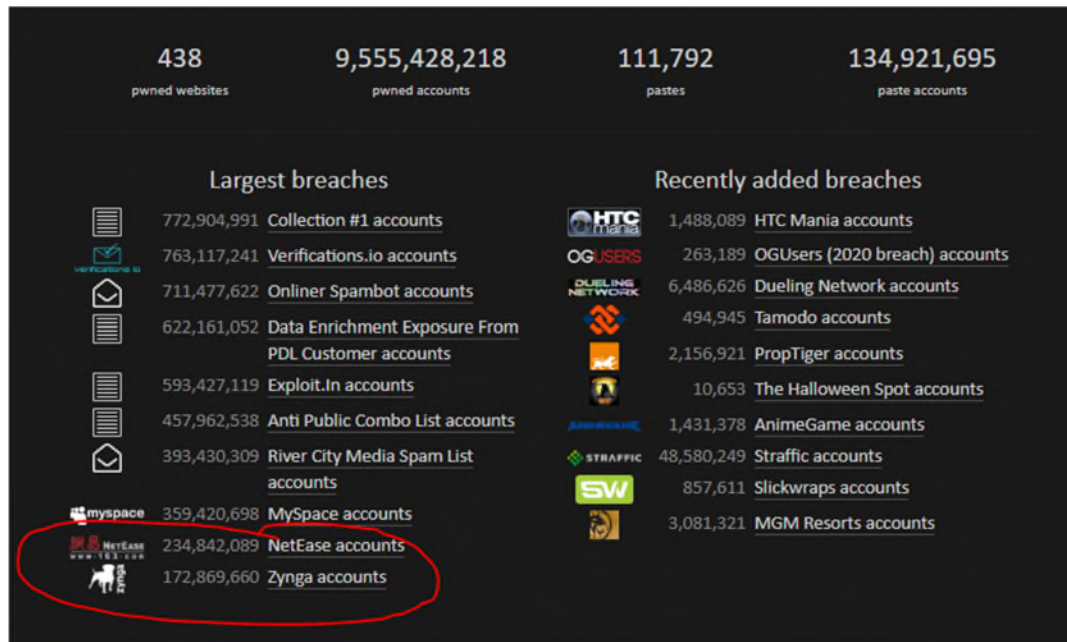 438
pwned websites
9,555,428,218
pwned accounts
111,792
pastes
134,921,695
paste accounts
Largest breaches
772,904,991 Collection #1 accounts
verifications.io
763,117,241 Verifications.io accounts
711,477,622 Onliner Spambot accounts
622,161,052 Data Enrichment Exposure From
PDL Customer accounts
593,427,119 Exploit.In accounts
457,962,538 Anti Public Combo List accounts
393,430,309 River City Media Spam List
accounts
myspace 359,420,698 MySpace accounts
NETEASE
www.163.com
234,842,089 NetEase accounts
zynga
172,869,660 Zynga accounts
Recently added breaches
HTC
mania
1,488,089 HTC Mania accounts
OGUSERS 263,189 OGUsers (2020 breach) accounts
DUELING
NETWORK
6,486,626 Dueling Network accounts
494,945 Tamodo accounts
2,156,921 PropTiger accounts
10,653 The Halloween Spot accounts
ANIMEGAME 1,431,378 AnimeGame accounts
STRAFFIC 48,580,249 Straffic accounts
SW 857,611 Slickwraps accounts
3,081,321 MGM Resorts accounts